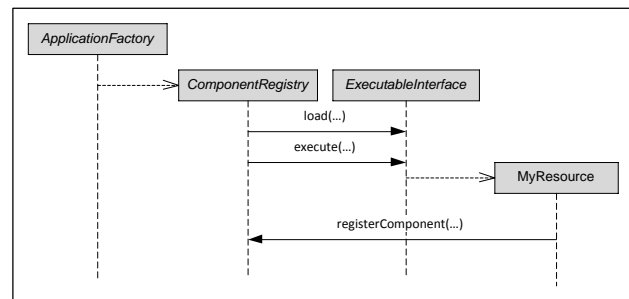 ApplicationFactory
ComponentRegistry
ExecutableInterface
load(...)
execute(...)
MyResource
registerComponent(...)